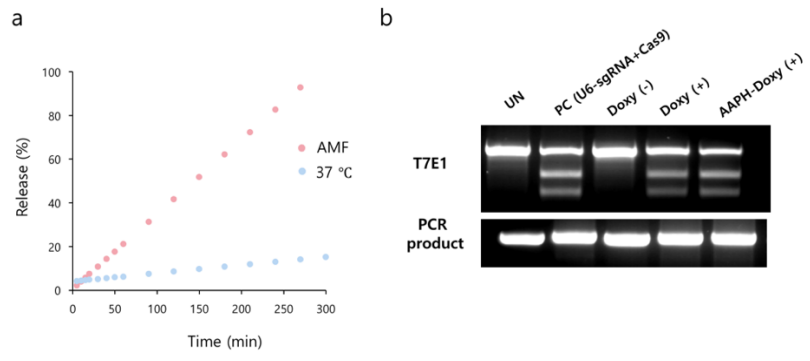 a
100
80
60
40
20
0
Release (%)
0 50 100 150 200 250 300
Time (min)
AMF
37 ℃
b
UN
PC (U6-sgRNA+Cas9)
Doxy (-)
Doxy (+)
AAPH-Doxy (+)
T7E1
PCR
product